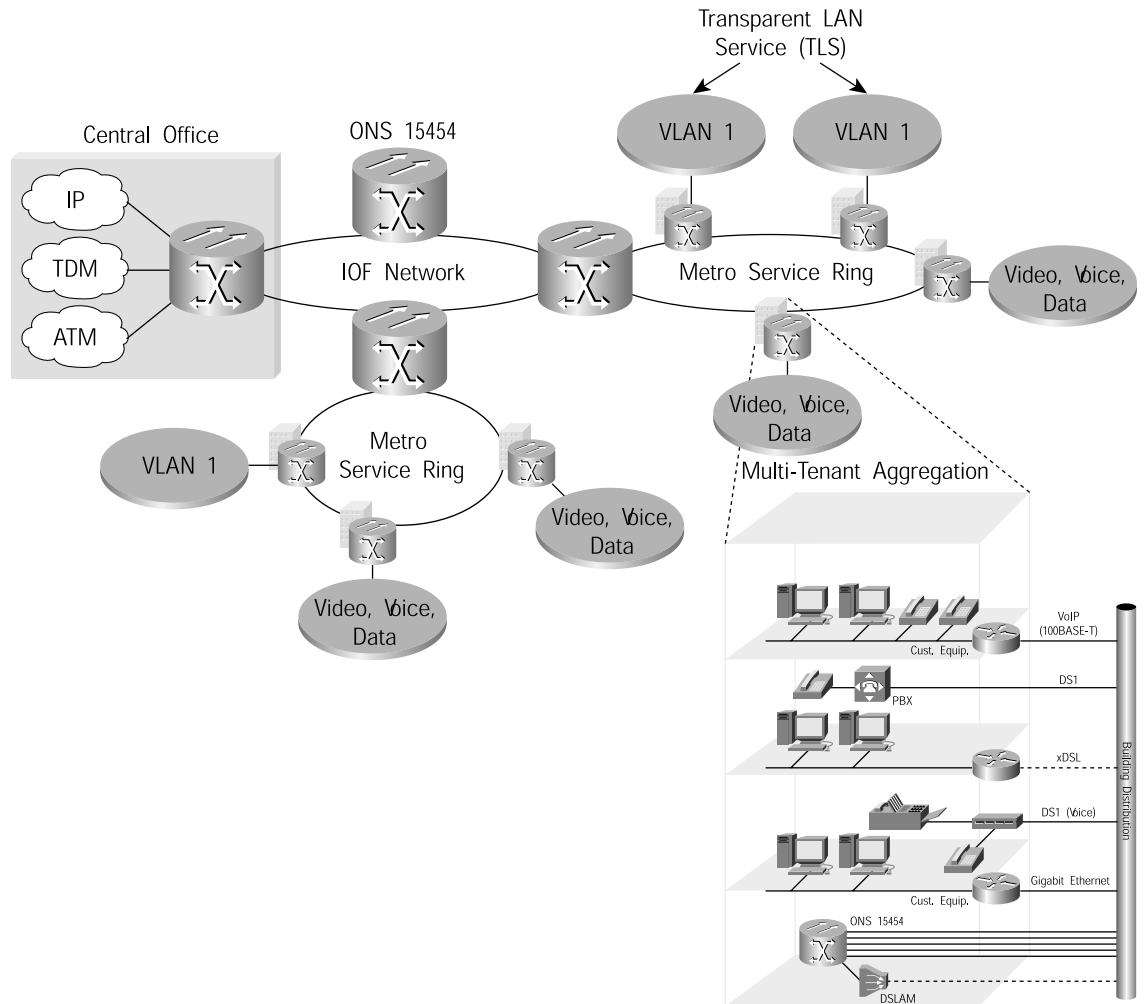 Transparent LAN
Service (TLS)
VLAN 1
VLAN 1
ONS 15454
Central Office
IP
TDM
ATM
IOF Network
Metro Service Ring
Video, Voice,
Data
Video, Voice,
Data
VLAN 1
Metro
Service Ring
Video, Voice,
Data
Video, Voice,
Data
Multi-Tenant Aggregation
VoIP
(100BASE-T)
Cust. Equip.
DS1
PBX
xDSL
Building Distribution
DS1 (Voice)
Gigabit Ethernet
Cust. Equip.
ONS 15454
DSLAM